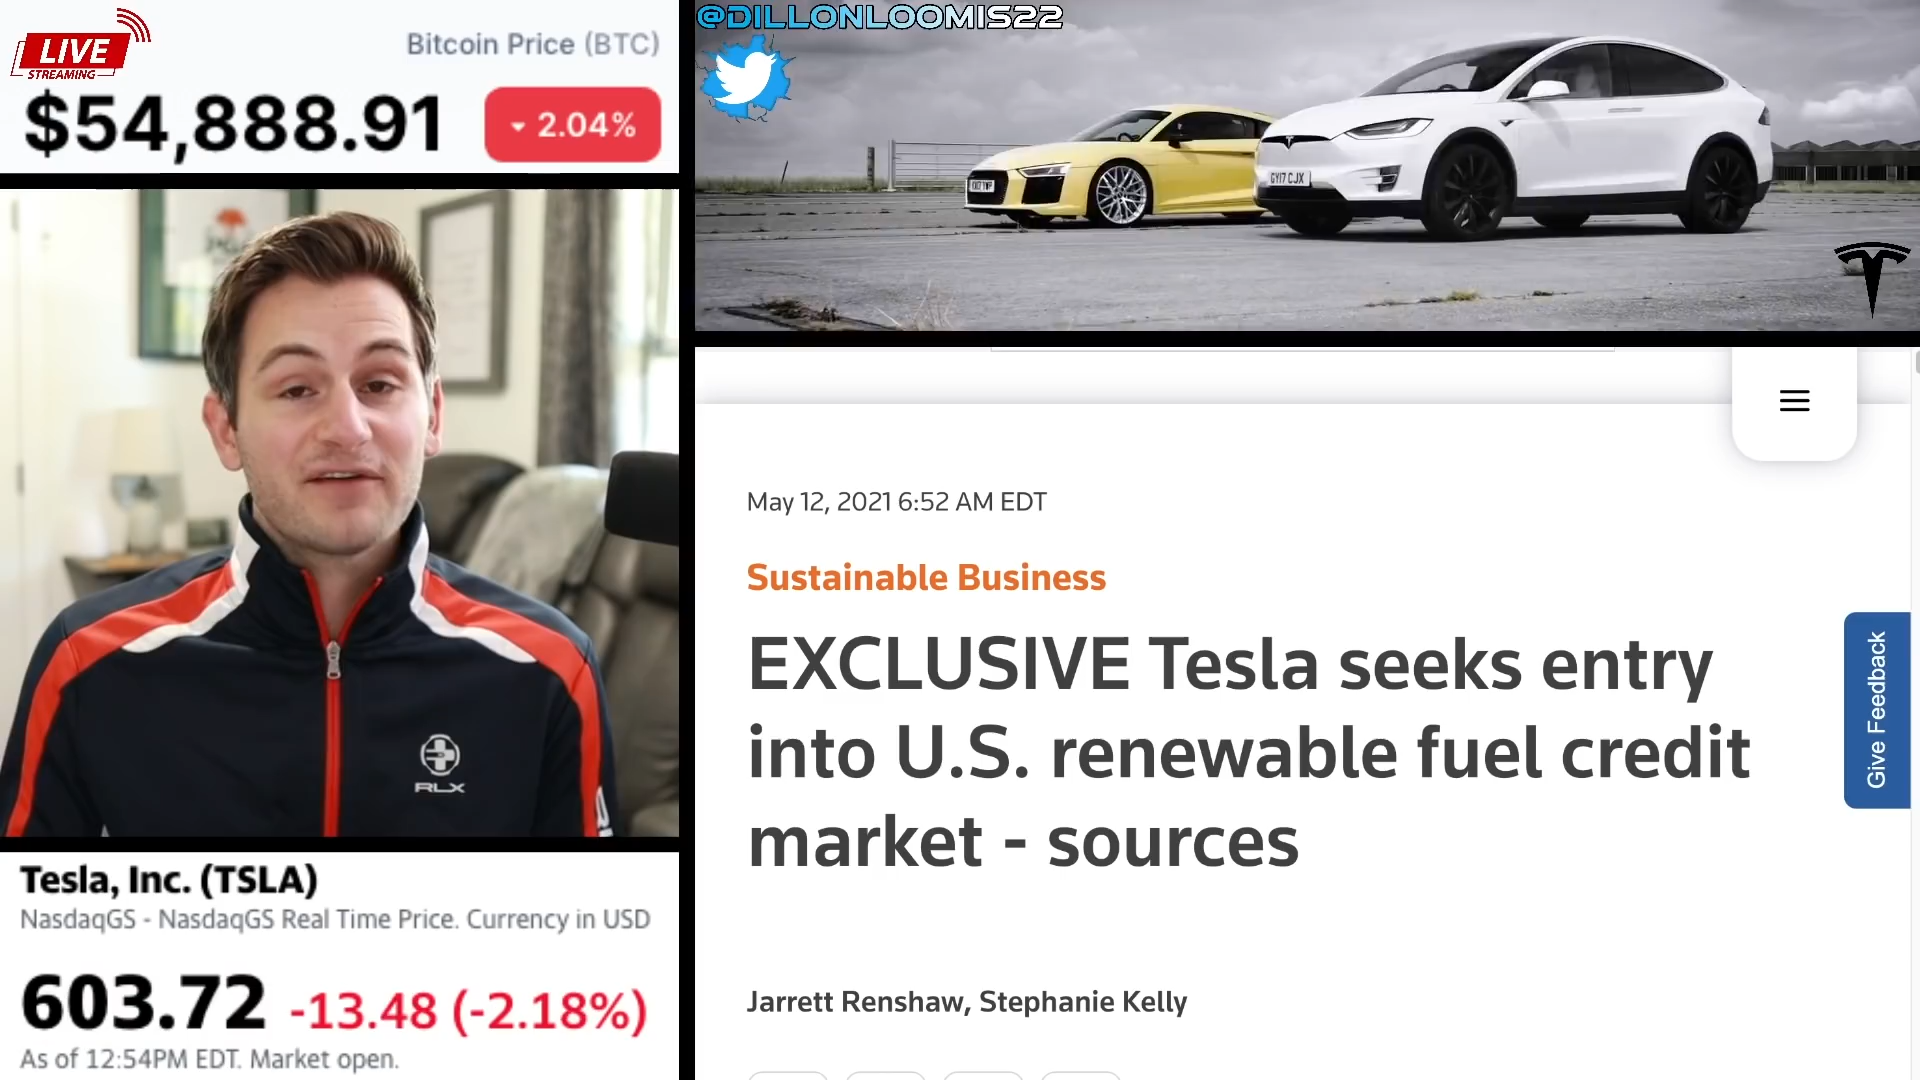 LIVE
STREAMING
Bitcoin Price (BTC)
$54,888.91
2.04%
@DILLONLOOMIS22
GY17 CJX
RLX
May 12, 2021 6:52 AM EDT
Sustainable Business
EXCLUSIVE Tesla seeks entry
into U.S. renewable fuel credit
market - sources
Jarrett Renshaw, Stephanie Kelly
Give Feedback
Tesla, Inc. (TSLA)
NasdaqGS - NasdaqGS Real Time Price. Currency in USD
603.72 -13.48 (-2.18%)
As of 12:54PM EDT. Market open.